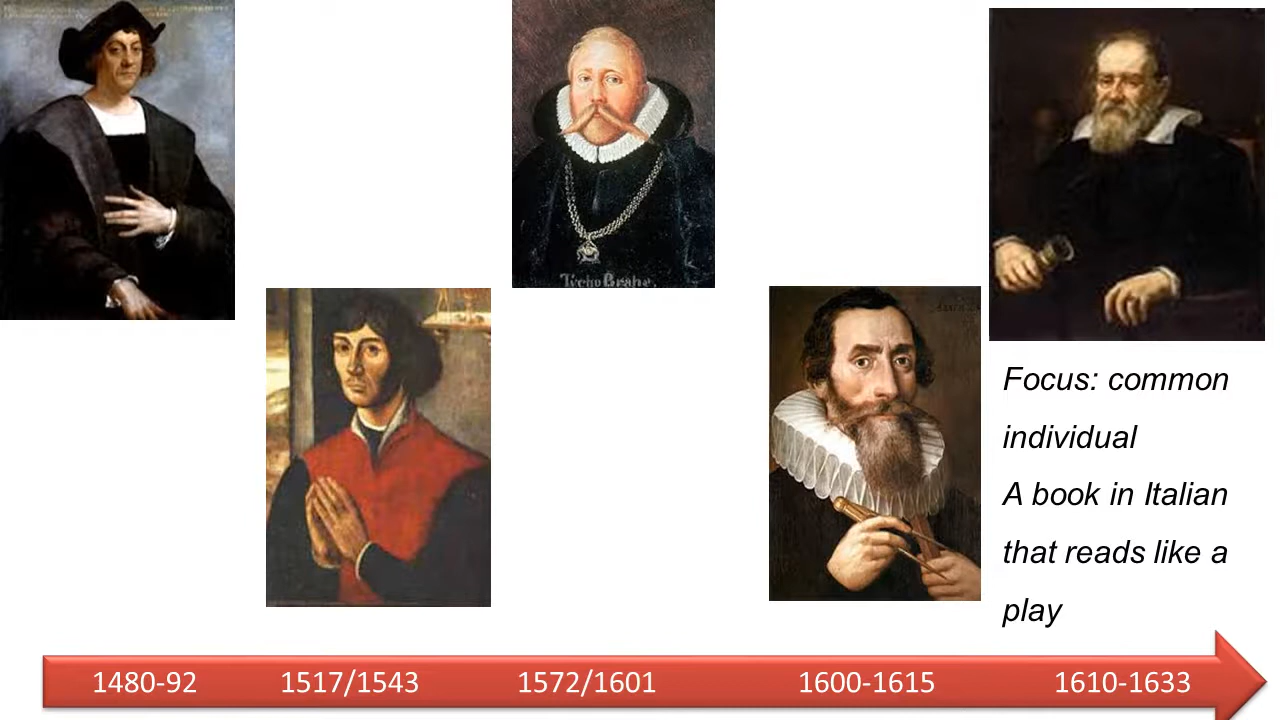 Tycho Brahe.
Focus: common
individual
A book in Italian
that reads like a
play
1480-92 1517/1543 1572/1601 1600-1615 1610-1633